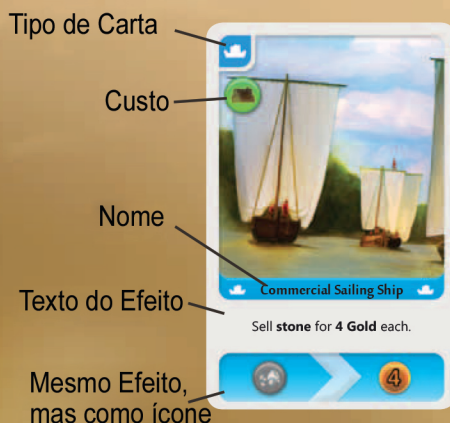 Tipo de Carta
Custo
Nome
Commercial Sailing Ship
Texto do Efeito
Sell stone for 4 Gold each.
4
Mesmo Efeito,
mas como ícone